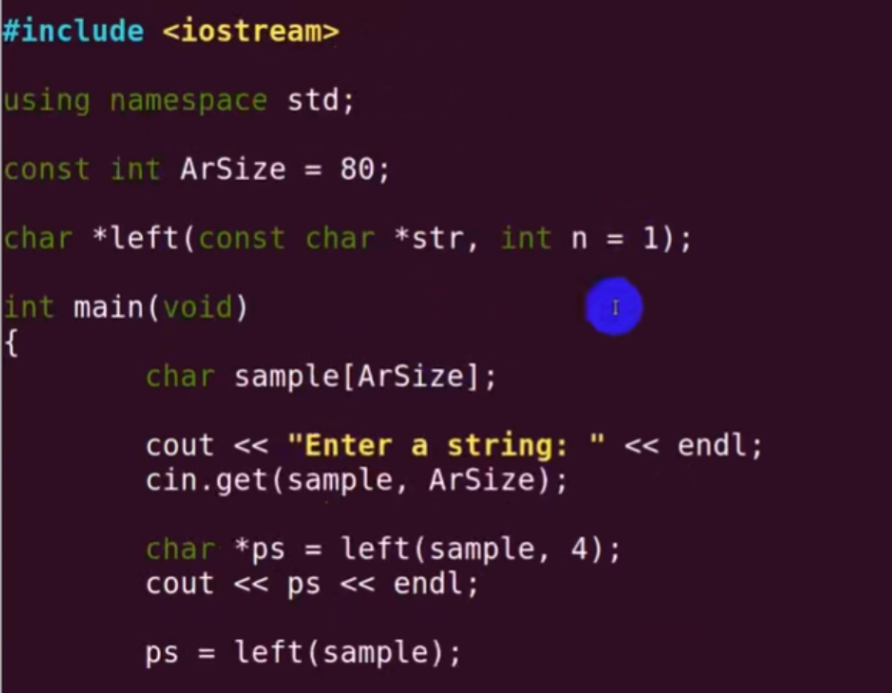 #include <iostream>
using namespace std;
const int ArSize = 80;
char *left(const char *str, int n = 1);
int main(void)
{
char sample[ArSize];
cout << "Enter a string: " << endl;
cin.get(sample, ArSize);
char *ps = left(sample, 4);
cout << ps << endl;
ps = left(sample);